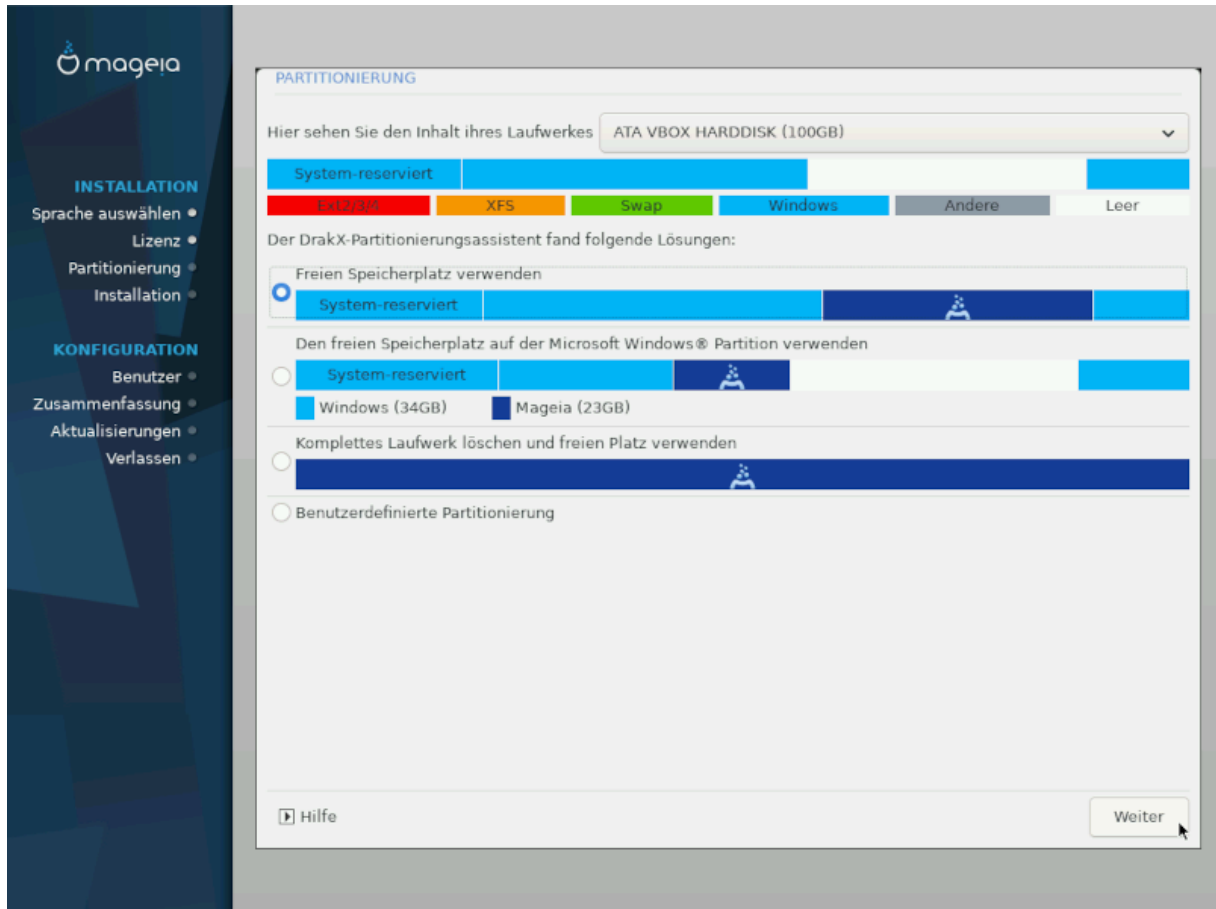 mageia
INSTALLATION
Sprache auswählen
Lizenz
Partitionierung
Installation
KONFIGURATION
Benutzer
Zusammenfassung
Aktualisierungen
Verlassen
PARTITIONIERUNG
Hier sehen Sie den Inhalt ihres Laufwerkes ATA VBOX HARDDISK (100GB)
System-reserviert
Ext2/3/4 XFS Swap Windows Andere Leer
Der DrakX-Partitionierungsassistent fand folgende Lösungen:
Freien Speicherplatz verwenden
System-reserviert
Den freien Speicherplatz auf der Microsoft Windows® Partition verwenden
System-reserviert
Windows (34GB) Mageia (23GB)
Komplettes Laufwerk löschen und freien Platz verwenden
Benutzerdefinierte Partitionierung
Hilfe Weiter